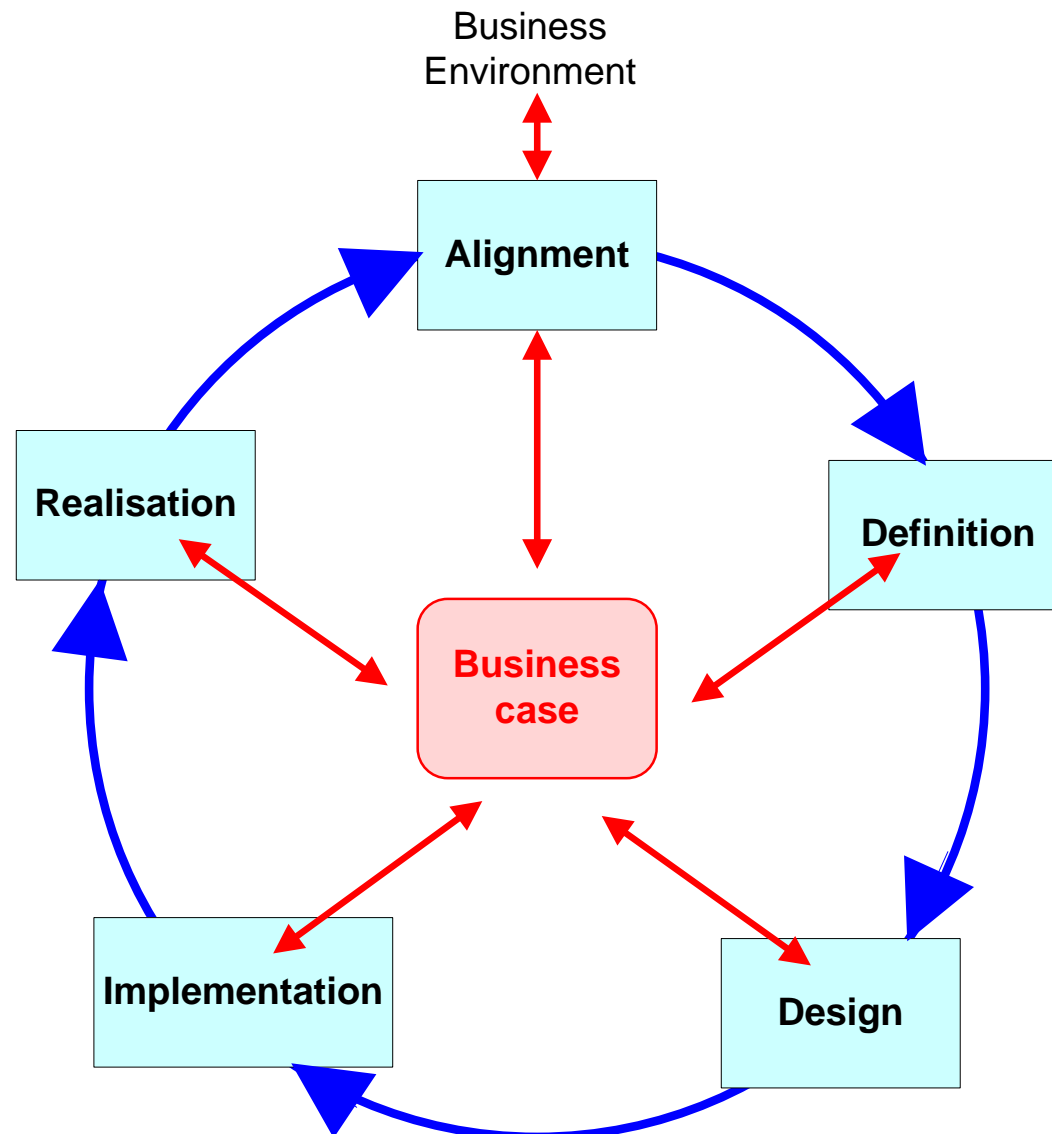 Business
Environment
Alignment
Realisation
Definition
Business
case
Implementation
Design